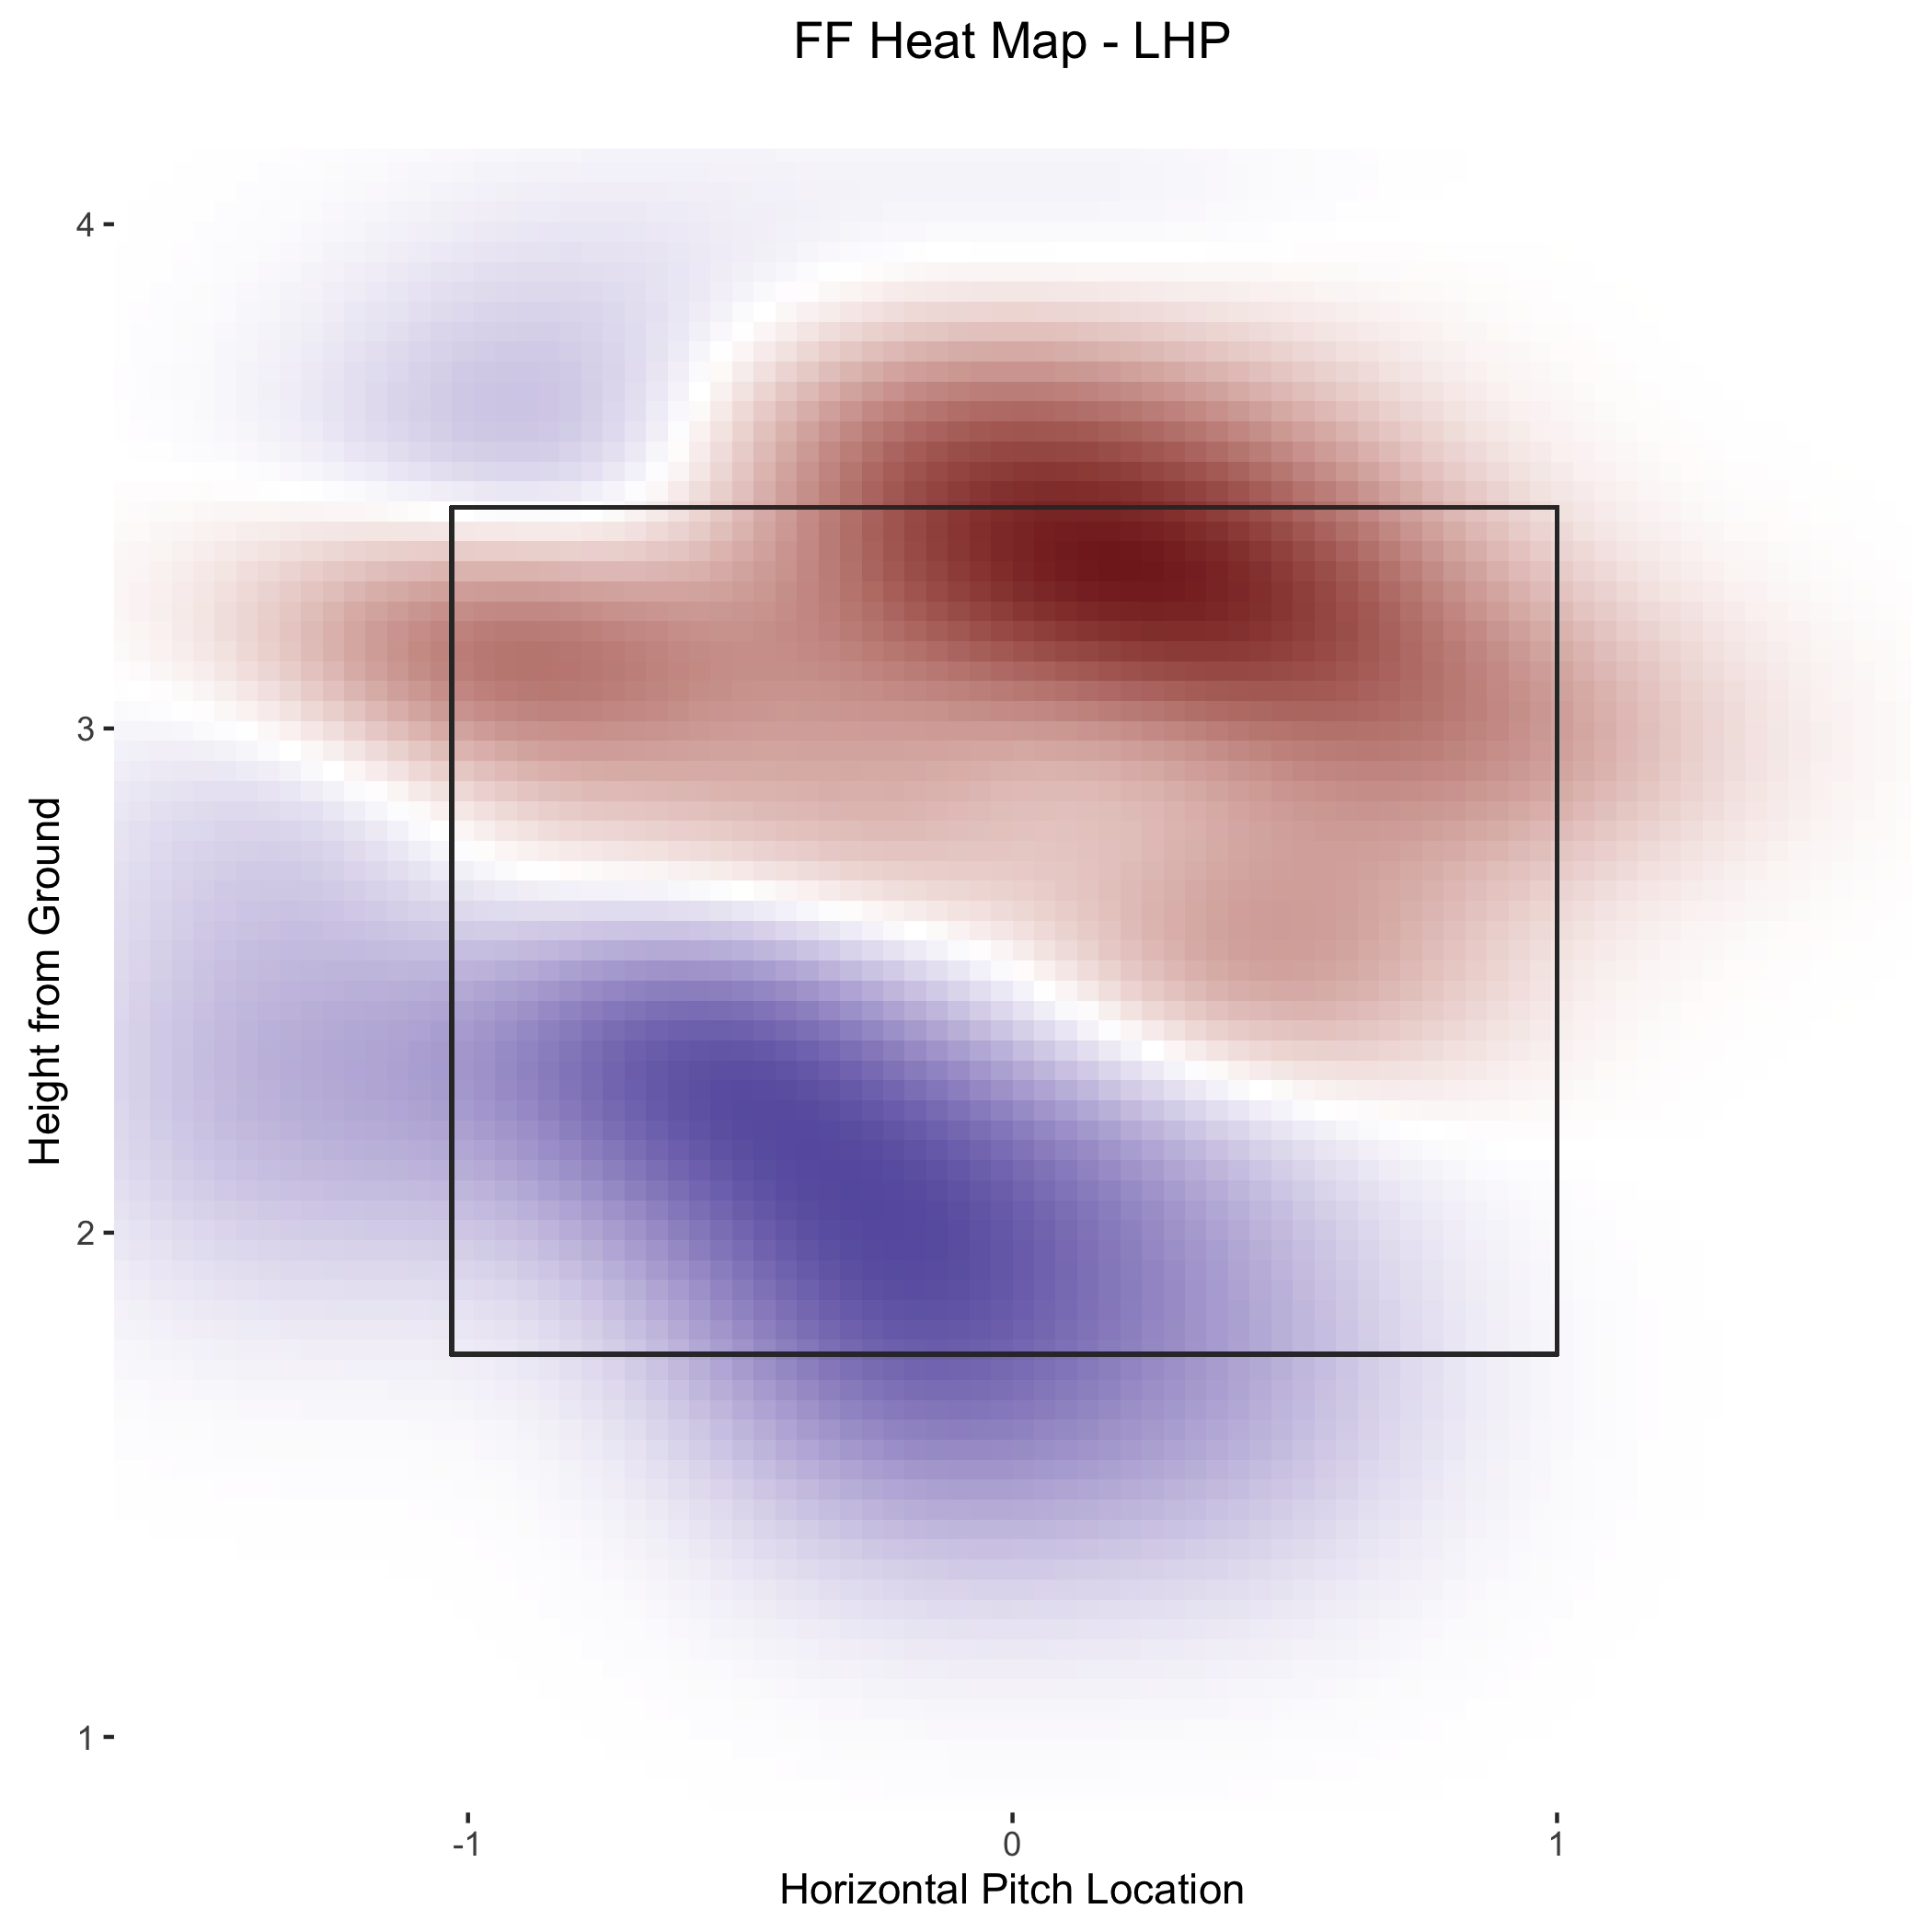 FF Heat Map - LHP
4
3
2
1
Height from Ground
-1 0 1
Horizontal Pitch Location